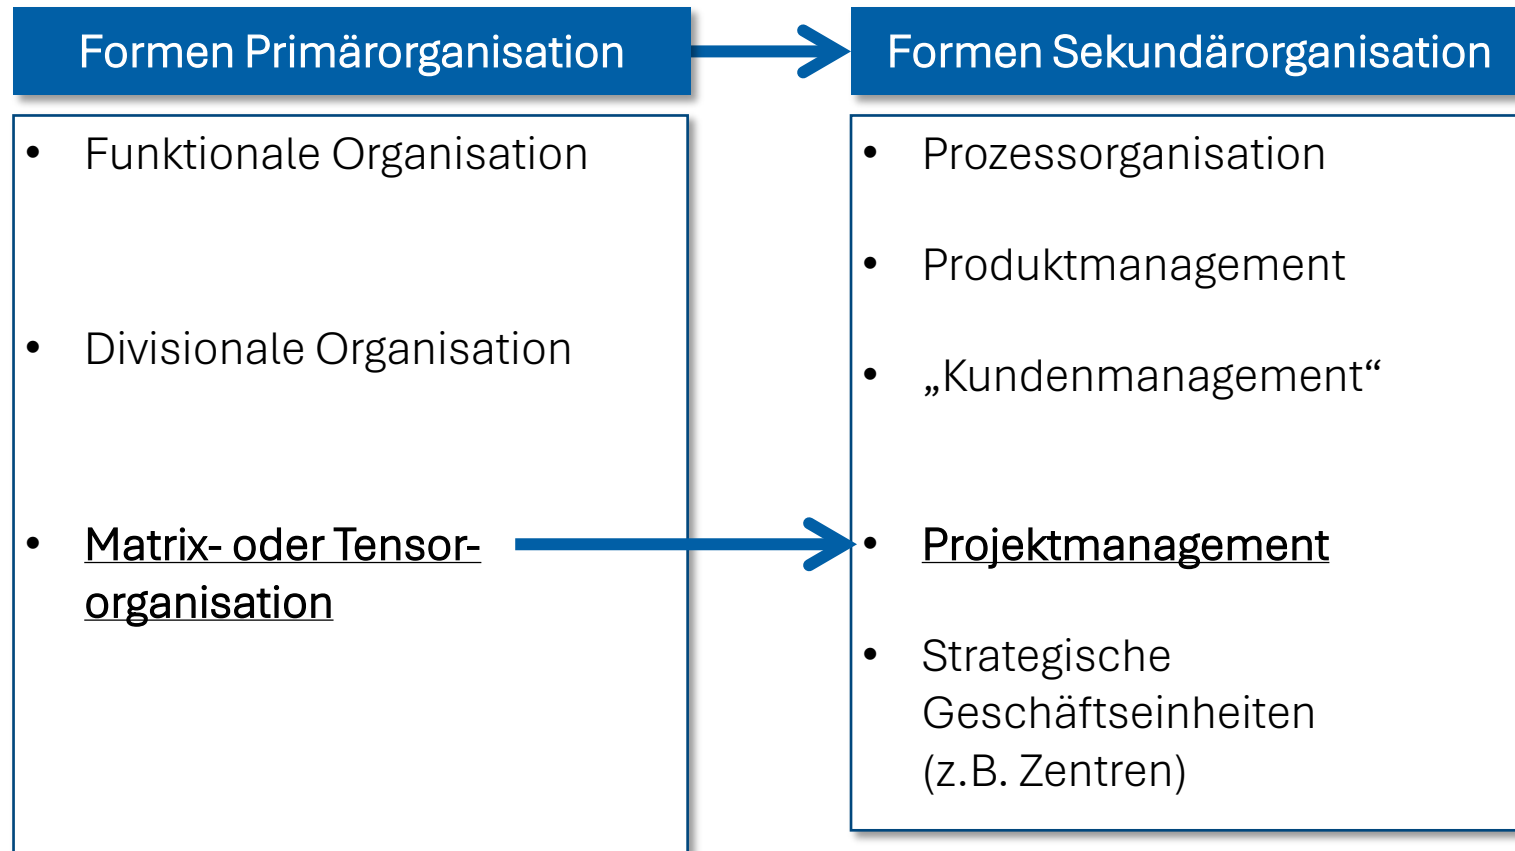 Formen Primärorganisation
Formen Sekundärorganisation
• Funktionale Organisation
• Divisionale Organisation
• Matrix- oder Tensor-
organisation
• Prozessorganisation
• Produktmanagement
• „Kundenmanagement“
• Projektmanagement
• Strategische
Geschäftseinheiten
(z.B. Zentren)